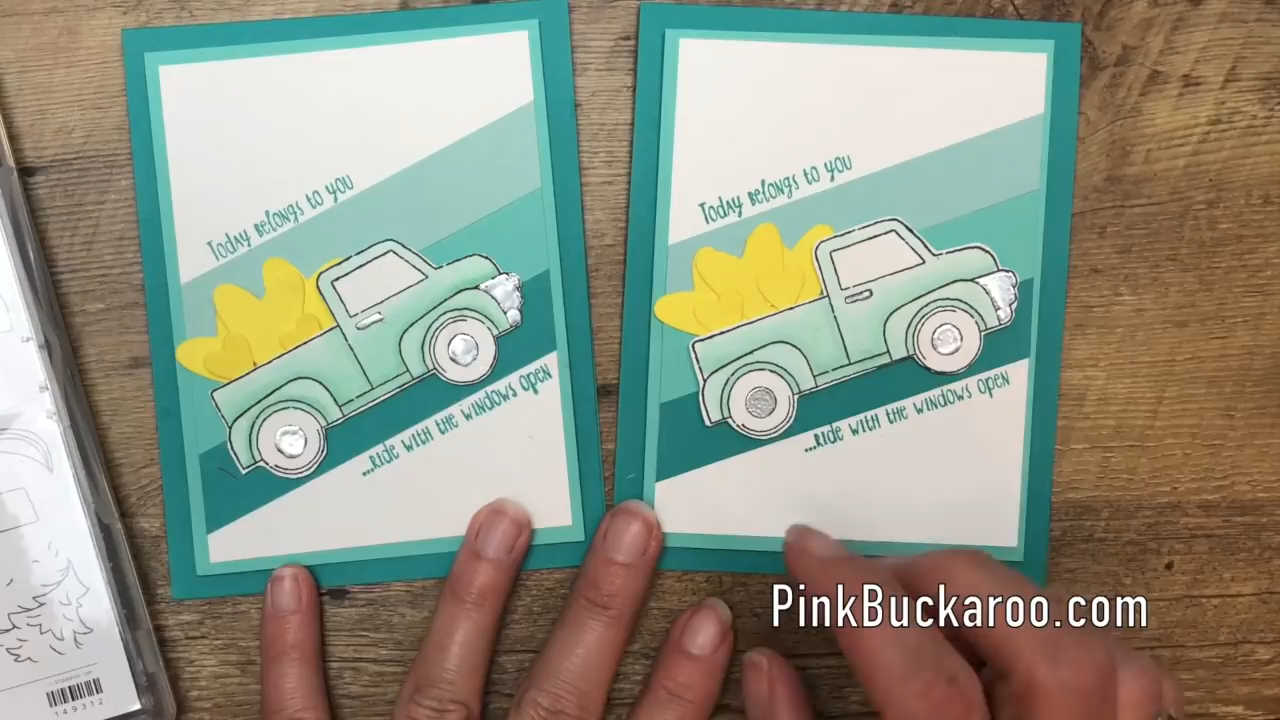 Today belongs to you
...ride with the windows open
Today belongs to you
...ride with the windows open
PinkBuckaroo.com
149312